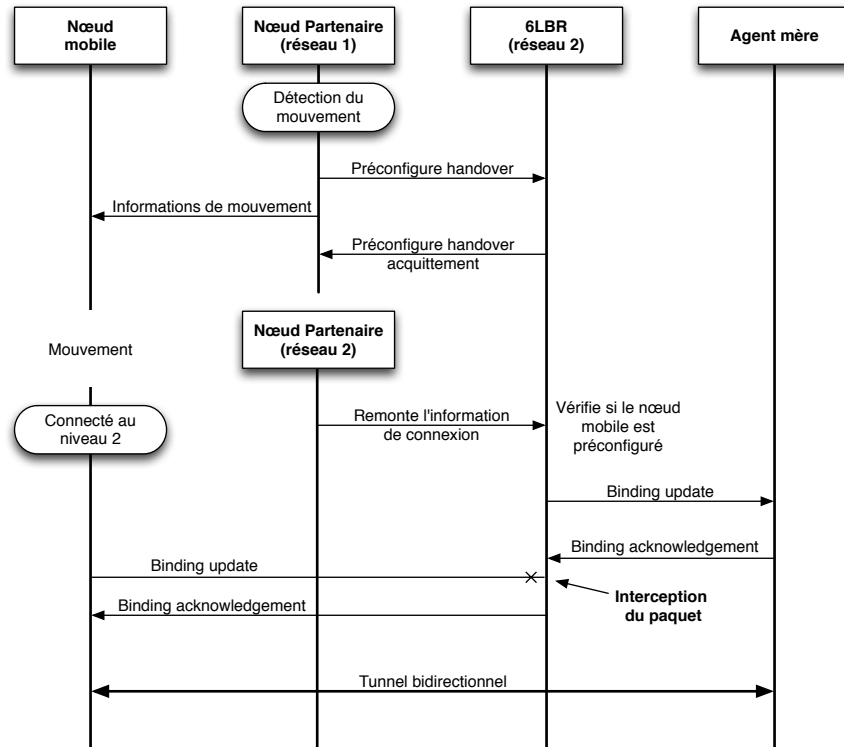 Nœud
mobile
Nœud Partenaire
(réseau 1)
6LBR
(réseau 2)
Agent mère
Détection du
mouvement
Préconfigure handover
Informations de mouvement
Préconfigure handover
acquittement
Nœud Partenaire
(réseau 2)
Mouvement
Connecté au
niveau 2
Remonte l'information
de connexion
Vérifie si le nœud
mobile est
préconfiguré
Binding update
Binding acknowledgement
Binding update
Interception
du paquet
Binding acknowledgement
Tunnel bidirectionnel